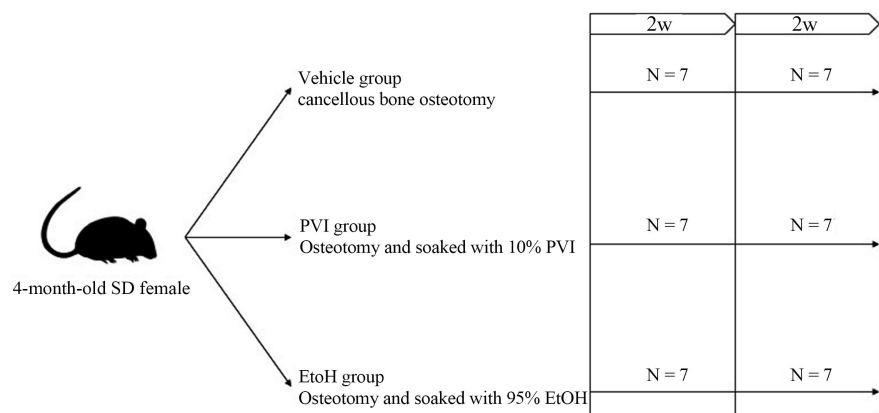 2w 2w
Vehicle group
cancellous bone osteotomy
N = 7 N = 7
PVI group
Osteotomy and soaked with 10% PVI
N = 7 N = 7
4-month-old SD female
EtoH group
Osteotomy and soaked with 95% EtOH
N = 7 N = 7